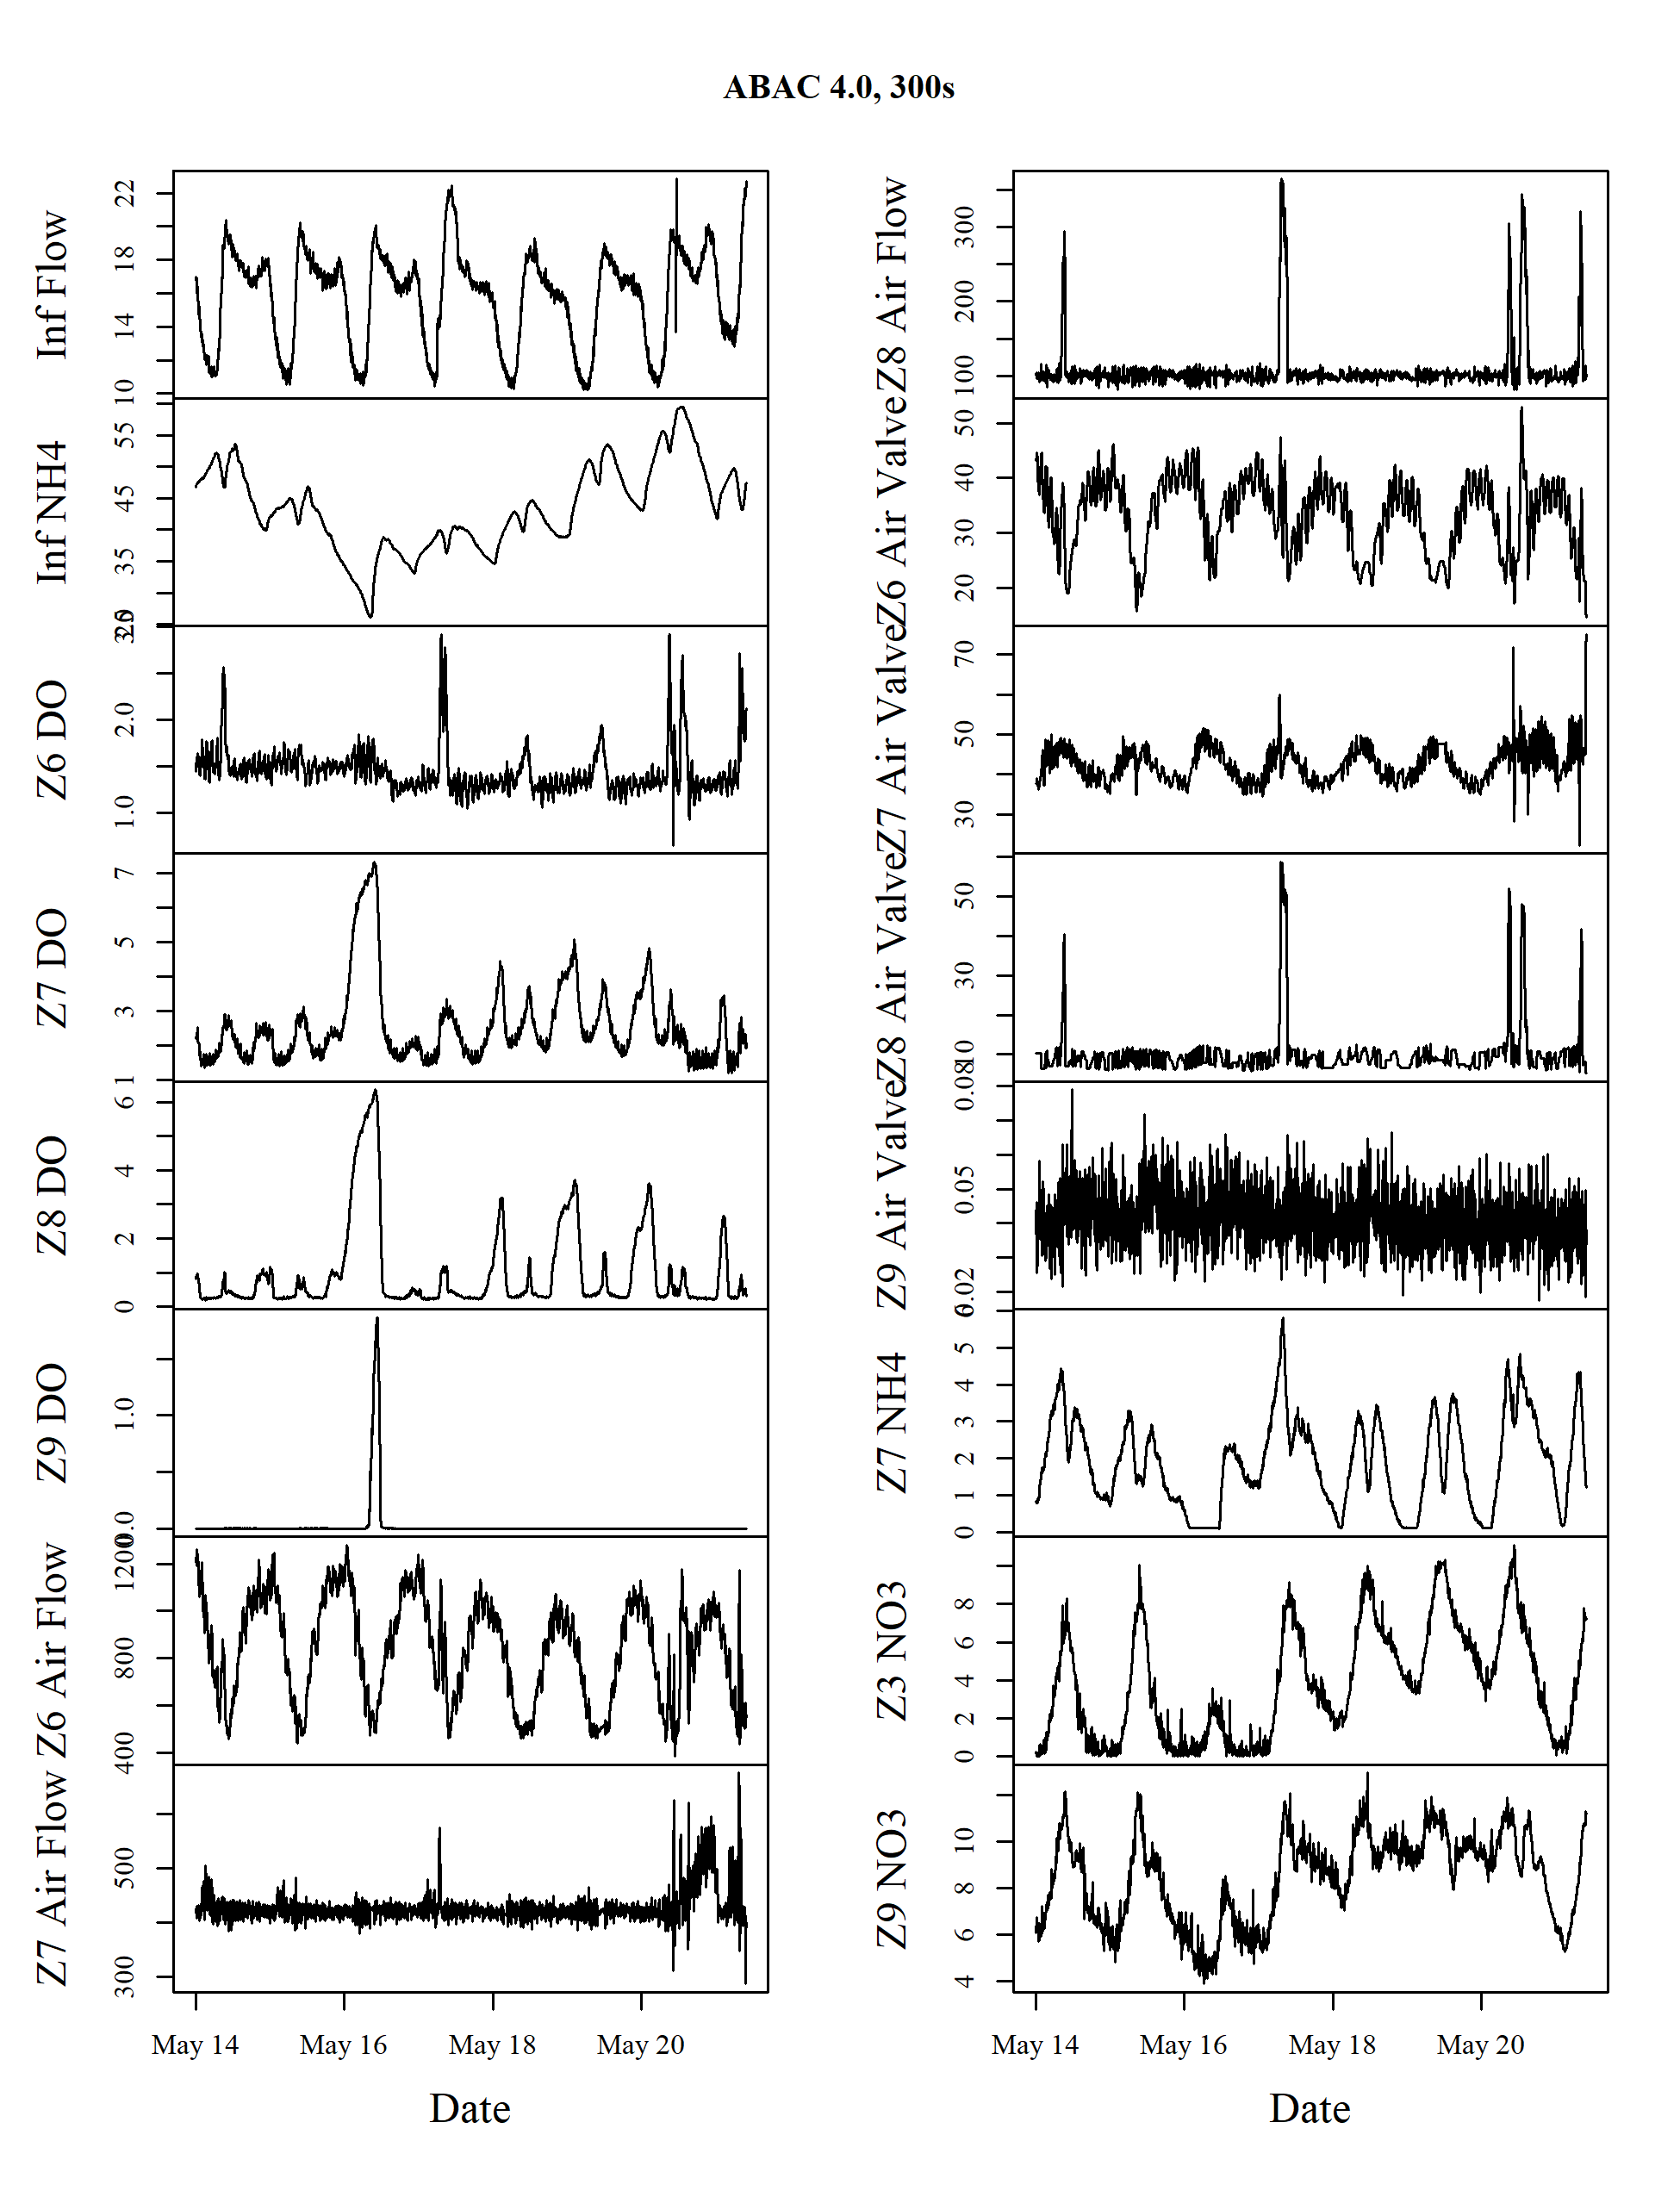 ABAC 4.0, 300s
Inf Flow
10 14 18 22
Inf NH4
25 35 45 55
Z6 DO
1.0 2.0 3.0
Z7 DO
1 3 5 7
Z8 DO
0 2 4 6
Z9 DO
0.0 1.0
Z6 Air Flow
400 800 1200
Z7 Air Flow
300 500
May 14 May 16 May 18 May 20
Date
Z8 Air Flow
100 200 300
Z6 Air Valve
20 30 40 50
Z7 Air Valve
30 50 70
Z8 Air Valve
10 30 50
Z9 Air Valve
0.02 0.05 0.08
Z7 NH4
0 1 2 3 4 5 6
Z3 NO3
0 2 4 6 8
Z9 NO3
4 6 8 10
May 14 May 16 May 18 May 20
Date